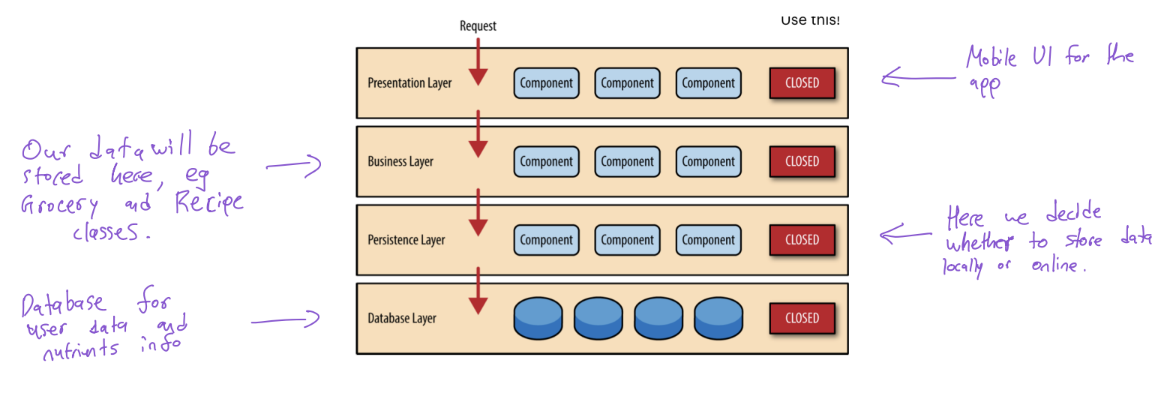 Use this!
Request
Presentation Layer
Component
Component
Component
CLOSED
Mobile UI for the
app
Our data will be
stored here, eg
Grocery and Recipe
classes.
Business Layer
Component
Component
Component
CLOSED
Persistence Layer
Component
Component
Component
CLOSED
Here we decide
whether to store data
locally or online.
Database for
user data and
nutrients info
Database Layer
CLOSED